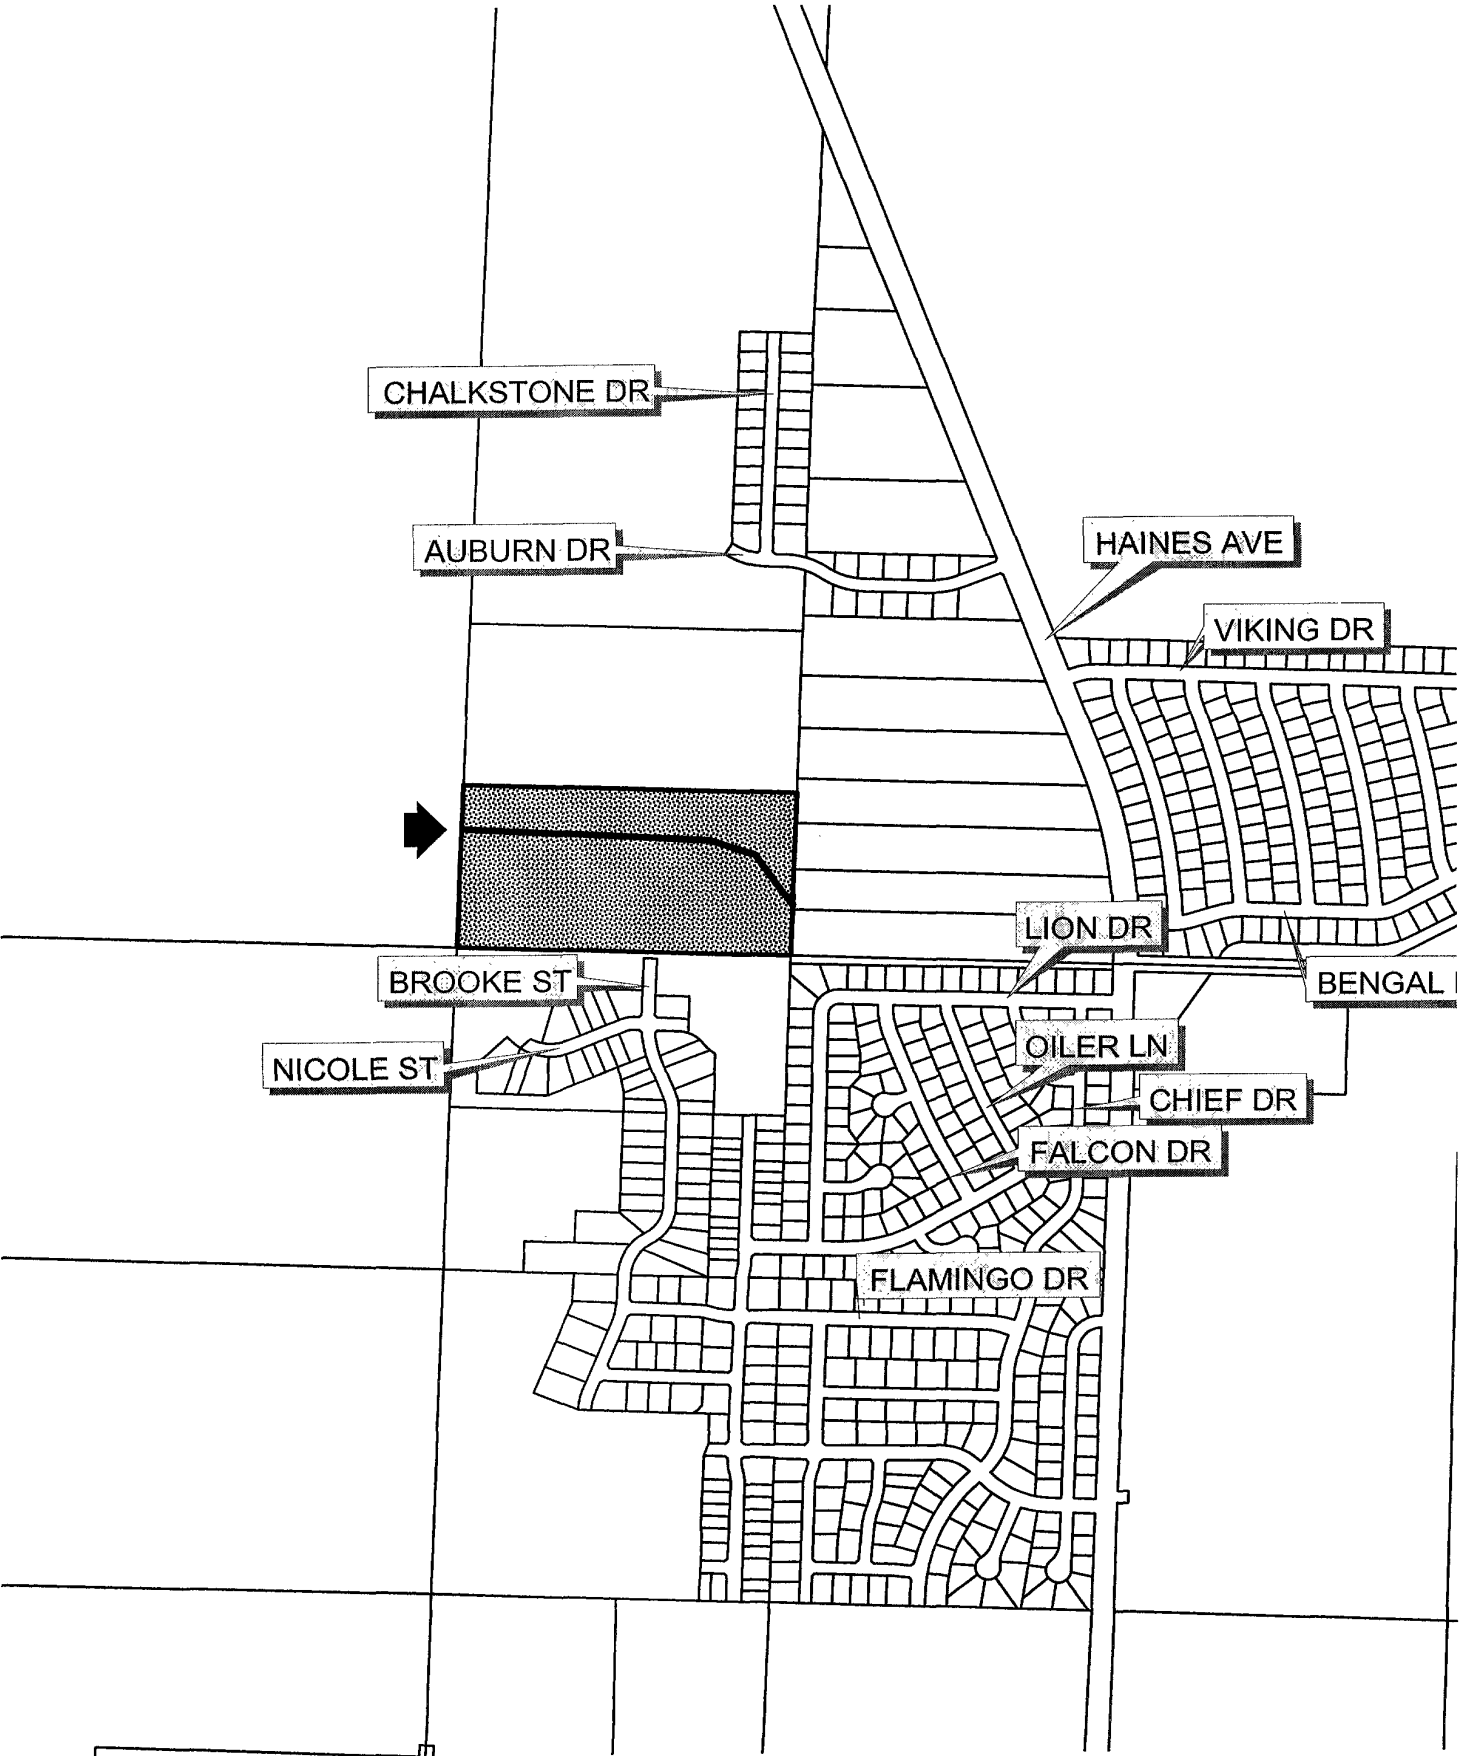 CHALKSTONE DR
AUBURN DR
HAINES AVE
VIKING DR
LION DR
BROOKE ST
BENGAL
OILER LN
NICOLE ST
CHIEF DR
FALCON DR
FLAMINGO DR